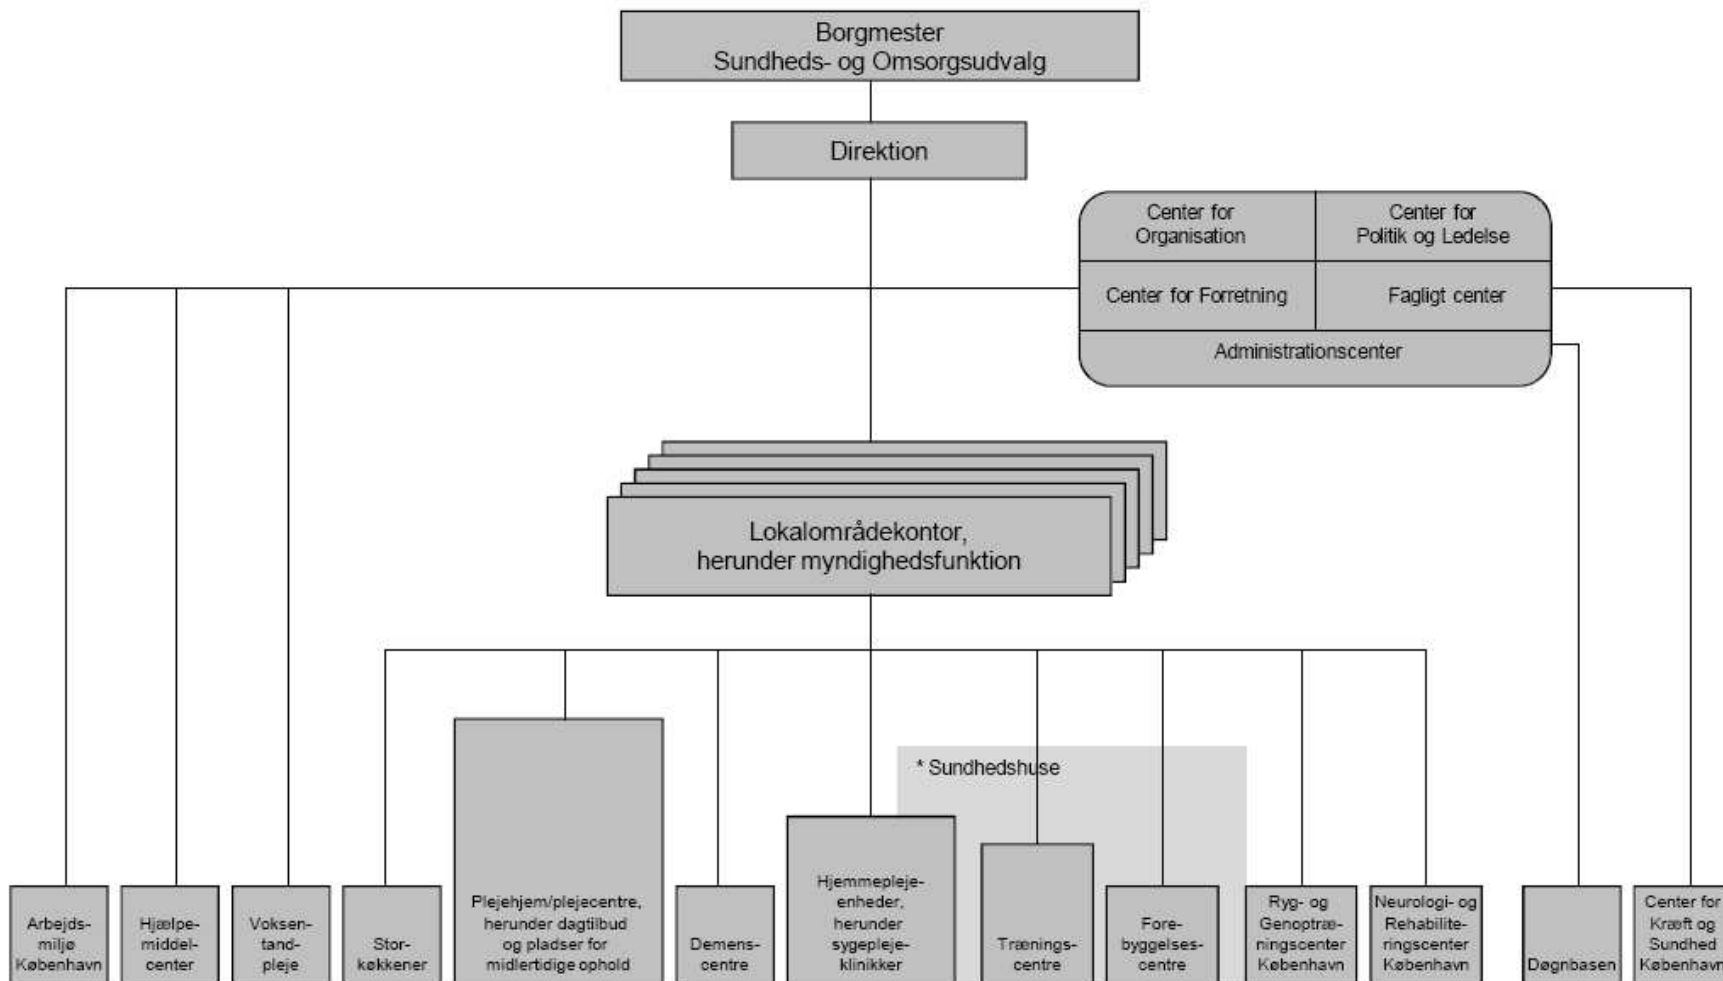 Borgmester
Sundheds- og Omsorgsudvalg
Direktion
Center for
Organisation
Center for
Politik og Ledelse
Center for Forretning
Fagligt center
Administrationscenter
Lokalområdekontor,
herunder myndighedsfunktion
* Sundhedshuse
Arbejds-
miljø
København
Hjælpe-
middel-
center
Voksen-
tand-
pleje
Stor-
køkkener
Plejehjem/plejecentre,
herunder dagtilbud
og pladser for
midlertidige ophold
Demens-
centre
Hjemmepleje-
enheder,
herunder
sygepleje-
klinikker
Trænings-
centre
Fore-
byggelses-
centre
Ryg- og
Genoptræ-
ningscenter
København
Neurologi- og
Rehabilite-
ringscenter
København
Døgnbasen
Center for
Kræft og
Sundhed
København